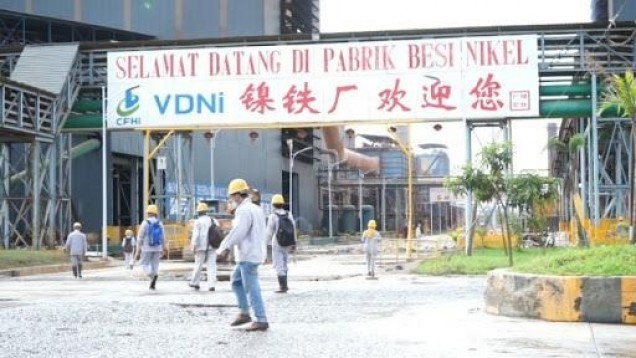 SELAMAT DATANG DI PABRIK BESI NIKEL
CFHI VDNi 镍铁厂欢迎您